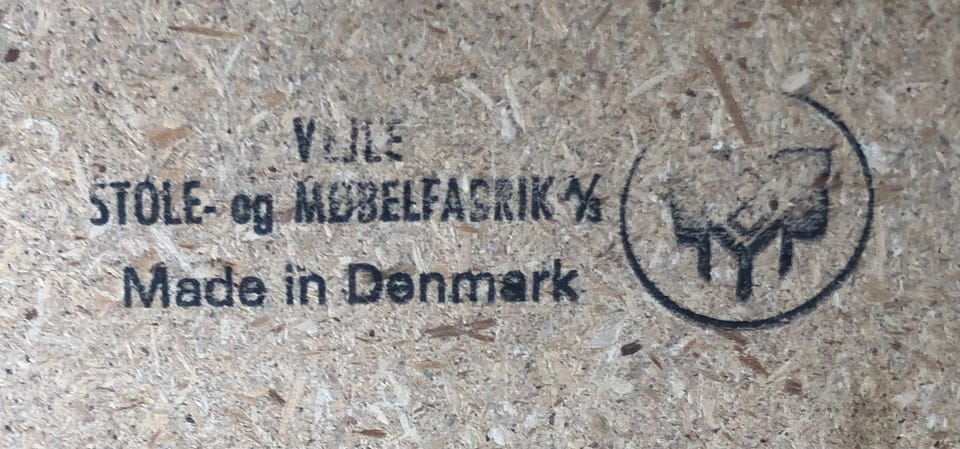 VEJLE
STOLE- og MØBELFABRIK A/S
Made in Denmark